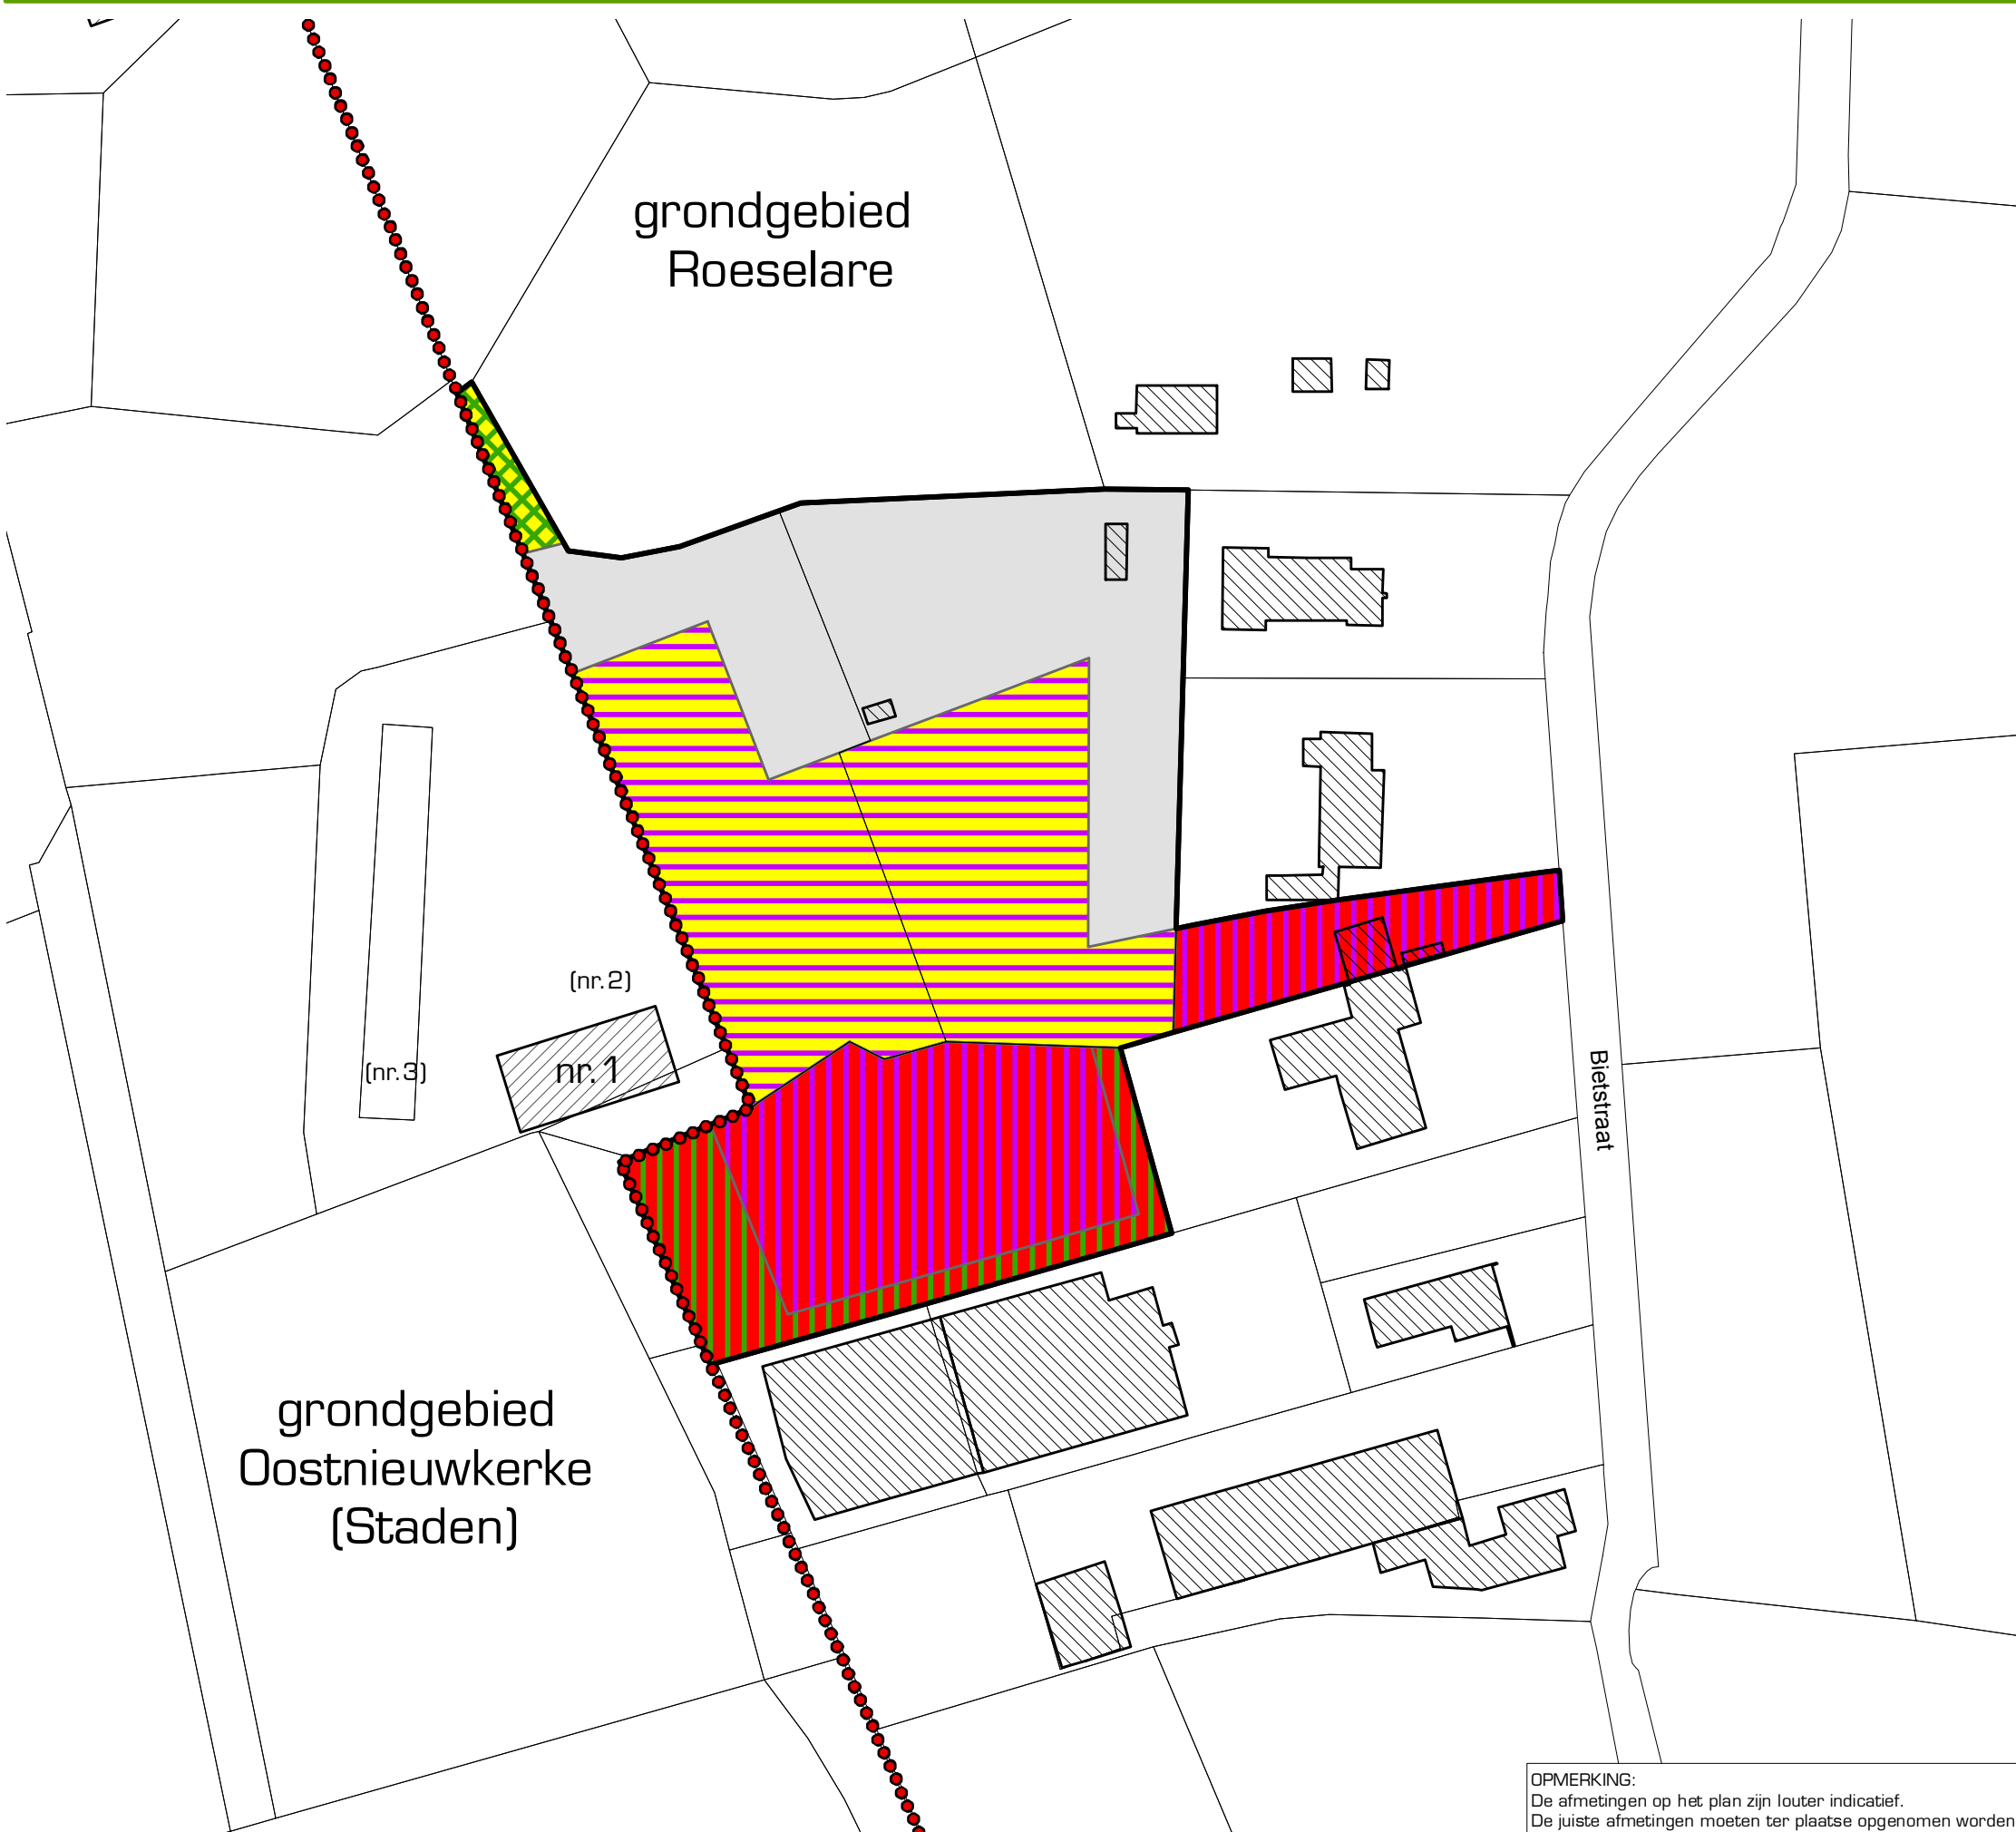 grondgebied
Roeselare
(nr.2)
nr.1
(nr.3)
Bietstraat
grondgebied
Oostnieuwkerke
(Staden)
OPMERKING:
De afmetingen op het plan zijn louter indicatief.
De juiste afmetingen moeten ter plaatse opgenomen worden